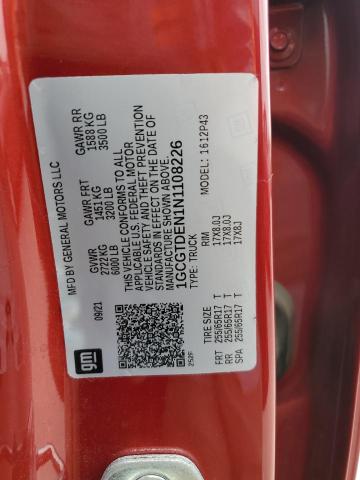 MFD BY GENERAL MOTORS LLC
09/21 GVWR GAWR FRT GAWR RR
2722 KG 1451 KG 1588 KG
6000 LB 3200 LB 3500 LB
THIS VEHICLE CONFORMS TO ALL
APPLICABLE U.S. FEDERAL MOTOR
VEHICLE SAFETY AND THEFT PREVENTION
STANDARDS IN EFFECT ON THE DATE OF
MANUFACTURE SHOWN ABOVE.
1GCGTDEN1N1108226
TYPE: TRUCK MODEL: 1612P43
TIRE SIZE RIM
FRT 255/65R17 T 17X8.0J
RR 255/65R17 T 17X8.0J
SPA 255/65R17 T 17X8J
gm
252F